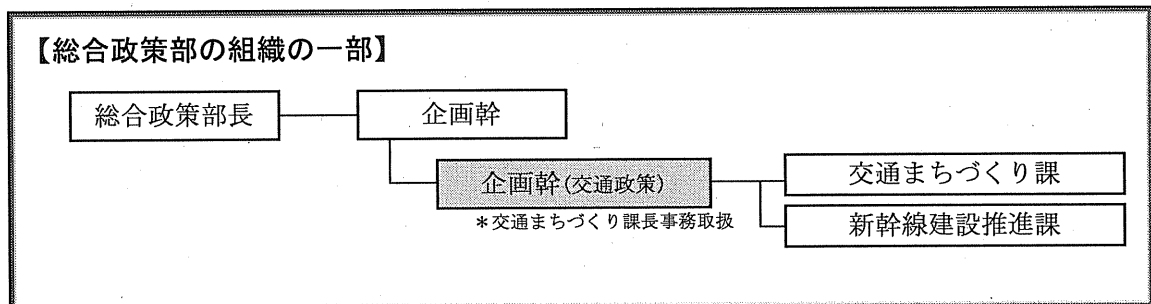 【総合政策部の組織の一部】
総合政策部長
企画幹
企画幹(交通政策)
*交通まちづくり課長事務取扱
交通まちづくり課
新幹線建設推進課